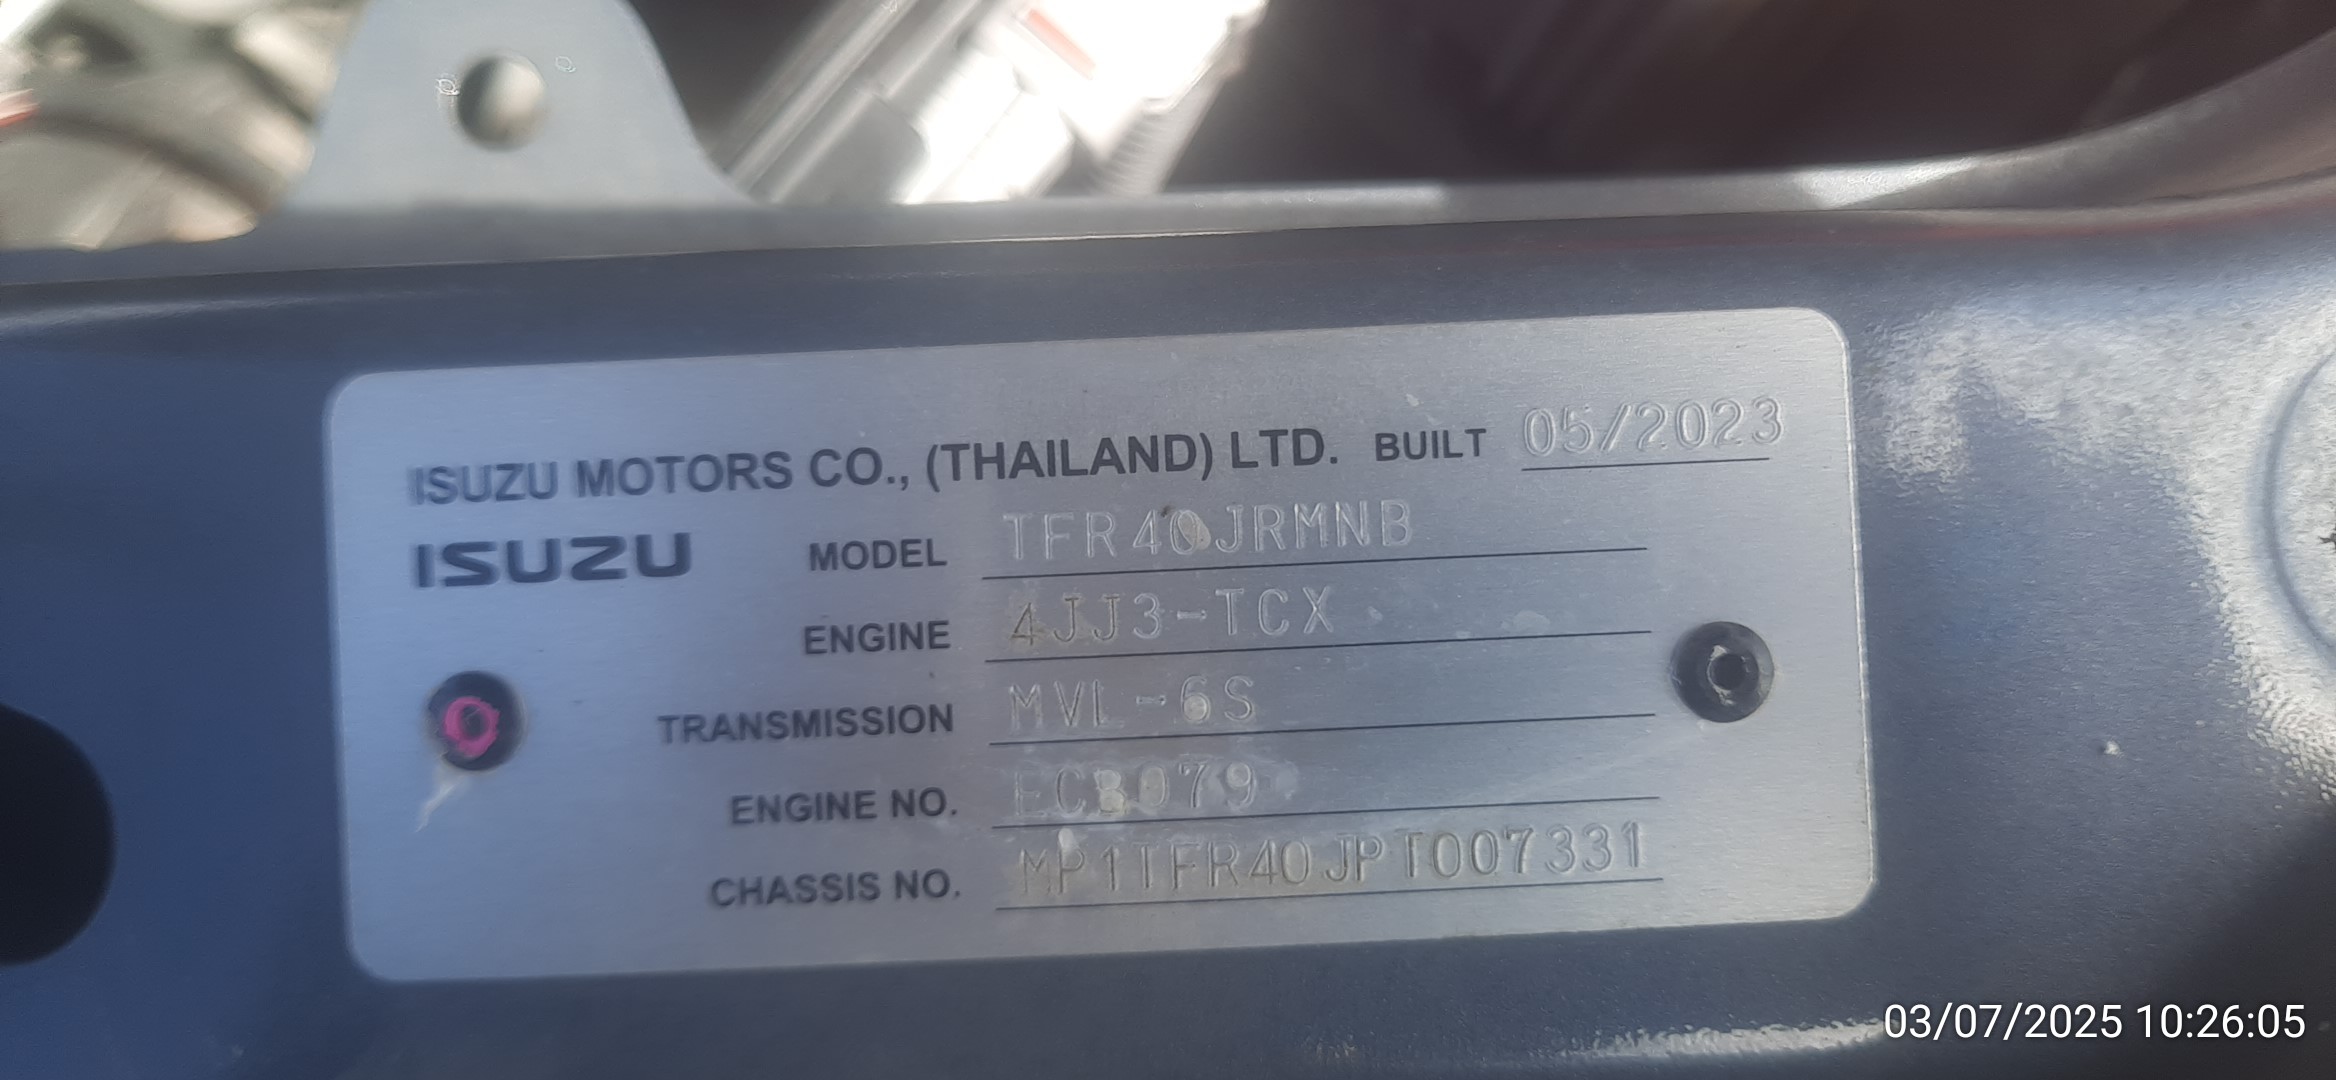 ISUZU MOTORS CO., (THAILAND) LTD. BUILT 05/2023
ISUZU MODEL TFR40JRMNB
ENGINE 4JJ3-TCX
TRANSMISSION MVL-6S
ENGINE NO. ECB079
CHASSIS NO. MP1TFR40JPT007331
03/07/2025 10:26:05